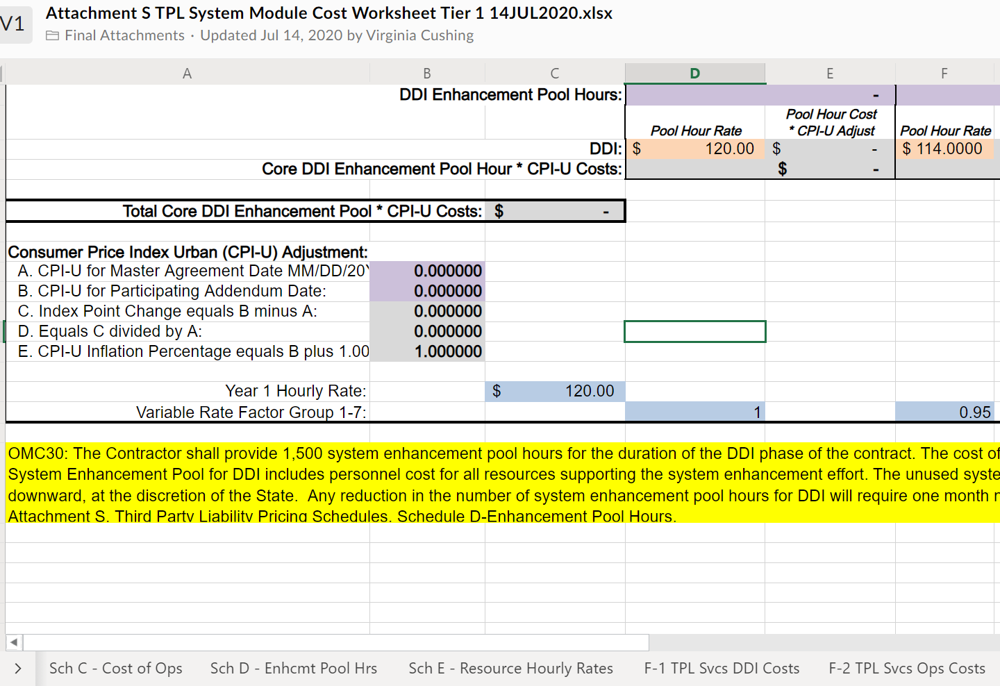 V1
Attachment S TPL System Module Cost Worksheet Tier 1 14JUL2020.xlsx
Final Attachments · Updated Jul 14, 2020 by Virginia Cushing
A B C D E F
DDI Enhancement Pool Hours: -
Pool Hour Cost
Pool Hour Rate * CPI-U Adjust Pool Hour Rate
DDI: $ 120.00 $ - $ 114.0000
Core DDI Enhancement Pool Hour * CPI-U Costs: $ -
Total Core DDI Enhancement Pool * CPI-U Costs: $ -
Consumer Price Index Urban (CPI-U) Adjustment:
A. CPI-U for Master Agreement Date MM/DD/20 0.000000
B. CPI-U for Participating Addendum Date: 0.000000
C. Index Point Change equals B minus A: 0.000000
D. Equals C divided by A: 0.000000
E. CPI-U Inflation Percentage equals B plus 1.00 1.000000
Year 1 Hourly Rate: $ 120.00
Variable Rate Factor Group 1-7: 1 0.95
OMC30: The Contractor shall provide 1,500 system enhancement pool hours for the duration of the DDI phase of the contract. The cost of
System Enhancement Pool for DDI includes personnel cost for all resources supporting the system enhancement effort. The unused syste
downward, at the discretion of the State. Any reduction in the number of system enhancement pool hours for DDI will require one month
Attachment S, Third Party Liability Pricing Schedules, Schedule D-Enhancement Pool Hours.
Sch C - Cost of Ops Sch D - Enhcmt Pool Hrs Sch E - Resource Hourly Rates F-1 TPL Svcs DDI Costs F-2 TPL Svcs Ops Costs